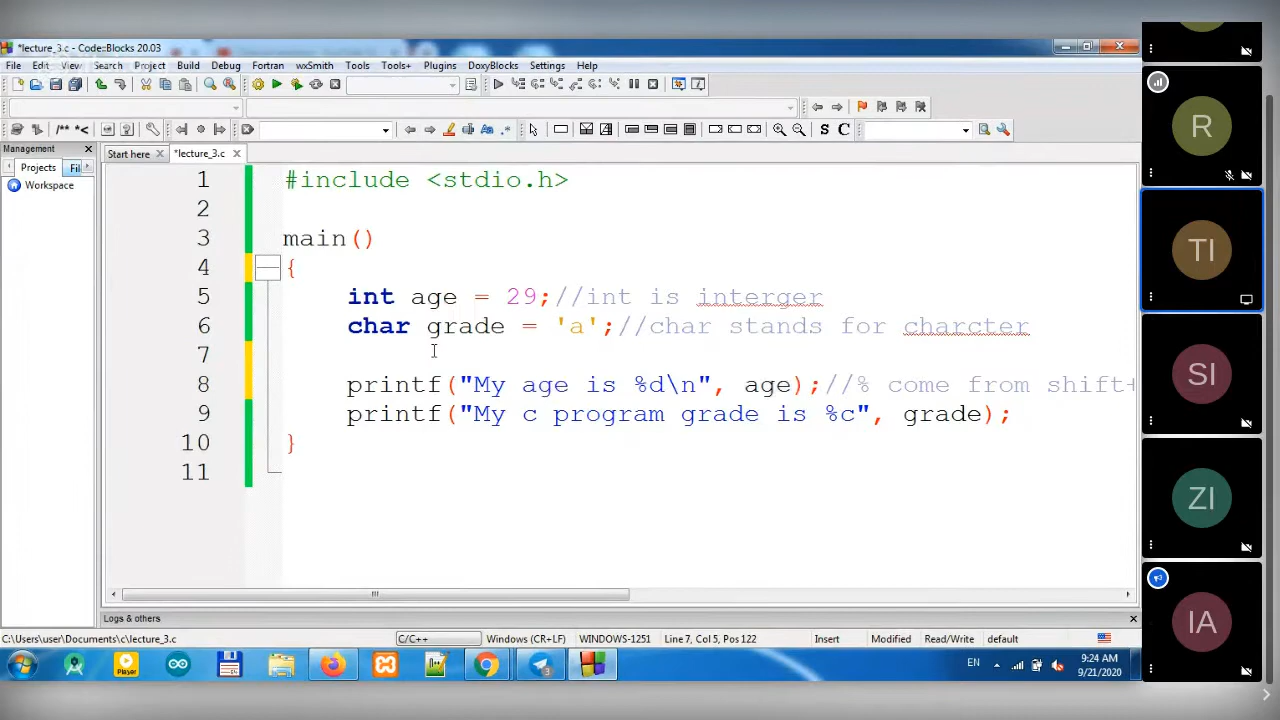 *lecture_3.c - Code::Blocks 20.03
File Edit View Search Project Build Debug Fortran wxSmith Tools Tools+ Plugins DoxyBlocks Settings Help
/** *<
S C
Management
Projects Fil
Workspace
Start here *lecture_3.c
1 #include <stdio.h>
2
3 main()
4 {
5 int age = 29;//int is interger
6 char grade = 'a';//char stands for charcter
7
8 printf("My age is %d\n", age);//% come from shift+
9 printf("My c program grade is %c", grade);
10 }
11
Logs & others
C:\Users\user\Documents\c\lecture_3.c C/C++ Windows (CR+LF) WINDOWS-1251 Line 7, Col 5, Pos 122 Insert Modified Read/Write default
Player
EN 9:24 AM
9/21/2020
R
TI
SI
ZI
IA